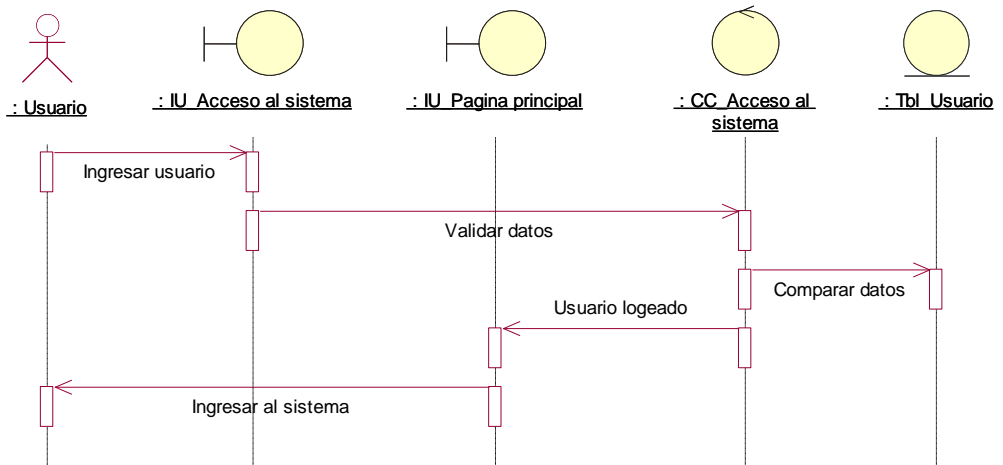 : Usuario
: IU_Acceso al sistema
: IU_Pagina principal
: CC_Acceso al
sistema
: Tbl_Usuario
Ingresar usuario
Validar datos
Comparar datos
Usuario logeado
Ingresar al sistema